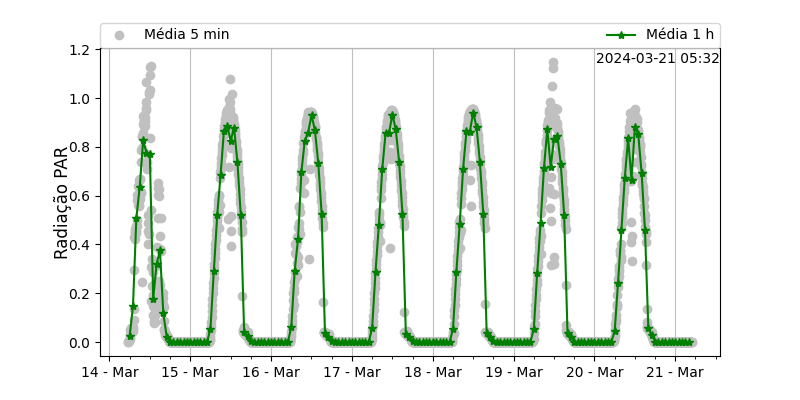 Média 5 min
Média 1 h
2024-03-21 05:32
Radiação PAR
1.2
1.0
0.8
0.6
0.4
0.2
0.0
14 - Mar
15 - Mar
16 - Mar
17 - Mar
18 - Mar
19 - Mar
20 - Mar
21 - Mar